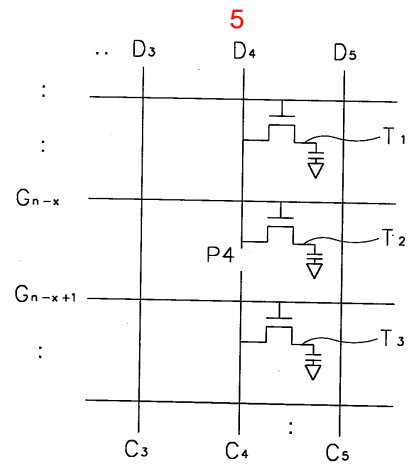 5
.. D3 D4 D5
:
:
T1
Gn-x
T2
P4
Gn-x+1
T3
:
:
C3 C4 C5